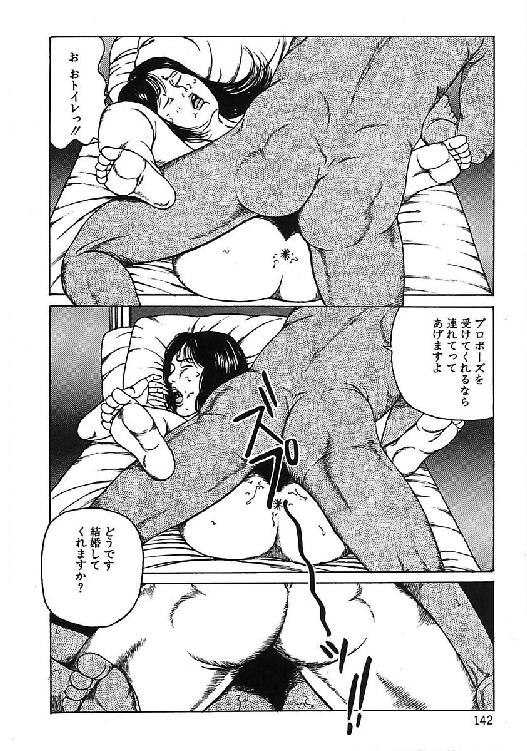 お おトイレっ!!
プロポーズを
受けてくれるなら
連れてって
あげますよ
ズブ
どうです
結婚して
くれますか?
ッ!!
142